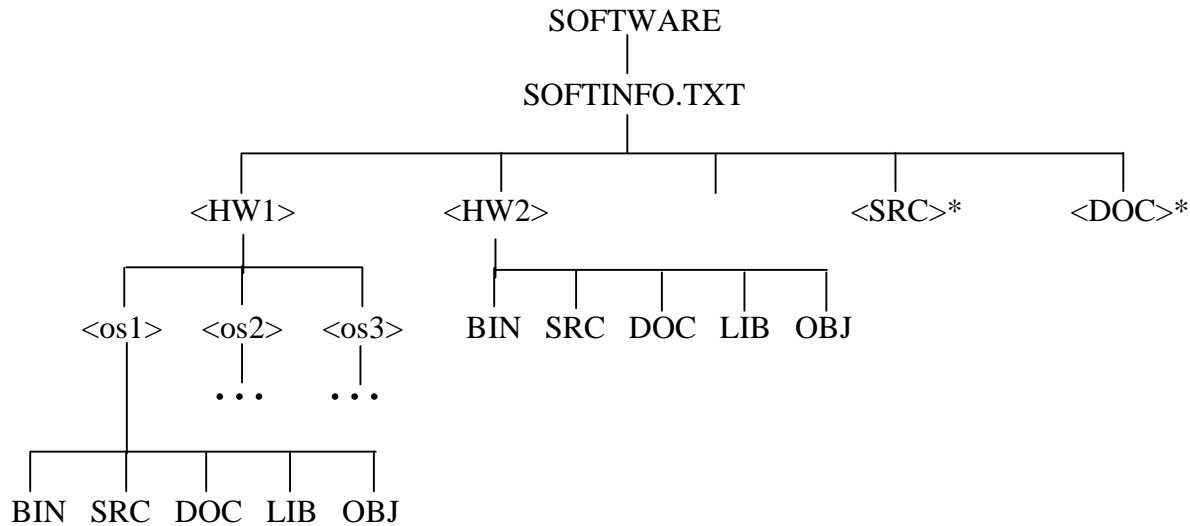 SOFTWARE
SOFTINFO.TXT
<HW1> <HW2> <SRC>* <DOC>*
<os1> <os2> <os3> BIN SRC DOC LIB OBJ
• • • • • •
BIN SRC DOC LIB OBJ